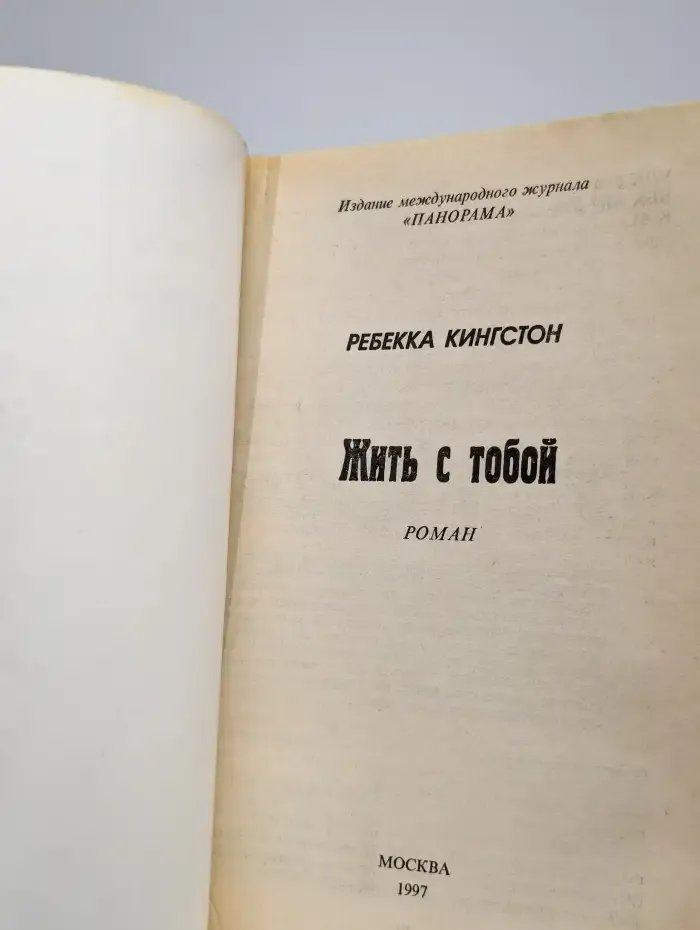 Издание международного журнала
«ПАНОРАМА»
РЕБЕККА КИНГСТОН
Жить с тобой
РОМАН
МОСКВА
1997